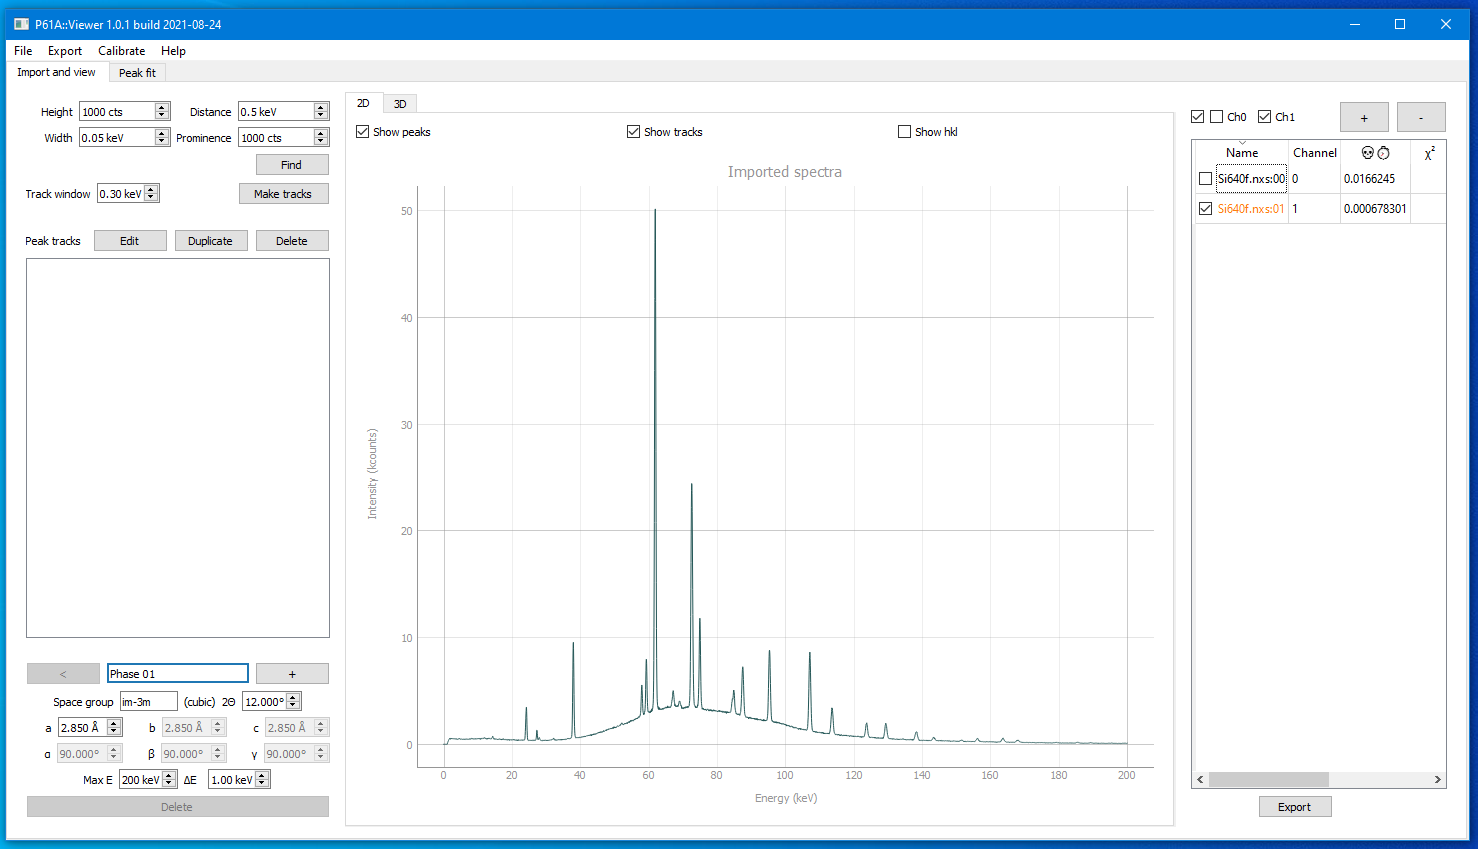 P61A::Viewer 1.0.1 build 2021-08-24
File Export Calibrate Help
Import and view Peak fit
Height 1000 cts Distance 0.5 keV
Width 0.05 keV Prominence 1000 cts
Find
Track window 0.30 keV Make tracks
Peak tracks Edit Duplicate Delete
< Phase 01 +
Space group im-3m (cubic) 2Θ 12.000°
a 2.850 Å b 2.850 Å c 2.850 Å
α 90.000° β 90.000° γ 90.000°
Max E 200 keV ΔE 1.00 keV
Delete
2D 3D
Show peaks Show tracks Show hkl
Imported spectra
Intensity (kcounts)
50
40
30
20
10
0
0 20 40 60 80 100 120 140 160 180 200
Energy (keV)
Ch0 Ch1 + -
Name Channel χ²
Si640f.nxs:00 0 0.0166245
Si640f.nxs:01 1 0.000678301
Export